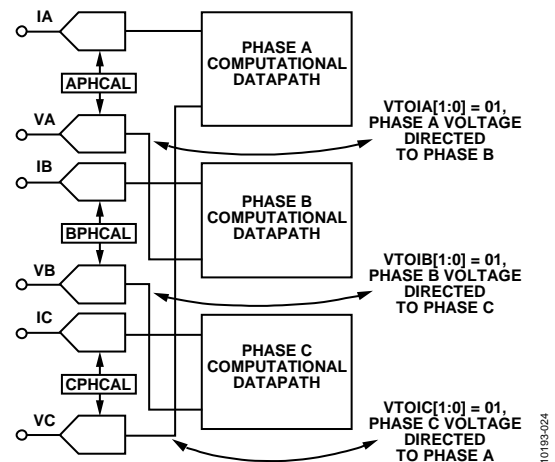 IA
PHASE A
COMPUTATIONAL
DATAPATH
APHCAL
VA
VTOIA[1:0] = 01,
PHASE A VOLTAGE
DIRECTED
TO PHASE B
IB
PHASE B
COMPUTATIONAL
DATAPATH
BPHCAL
VB
VTOIB[1:0] = 01,
PHASE B VOLTAGE
DIRECTED
TO PHASE C
IC
PHASE C
COMPUTATIONAL
DATAPATH
CPHCAL
VC
VTOIC[1:0] = 01,
PHASE C VOLTAGE
DIRECTED
TO PHASE A
10193-024